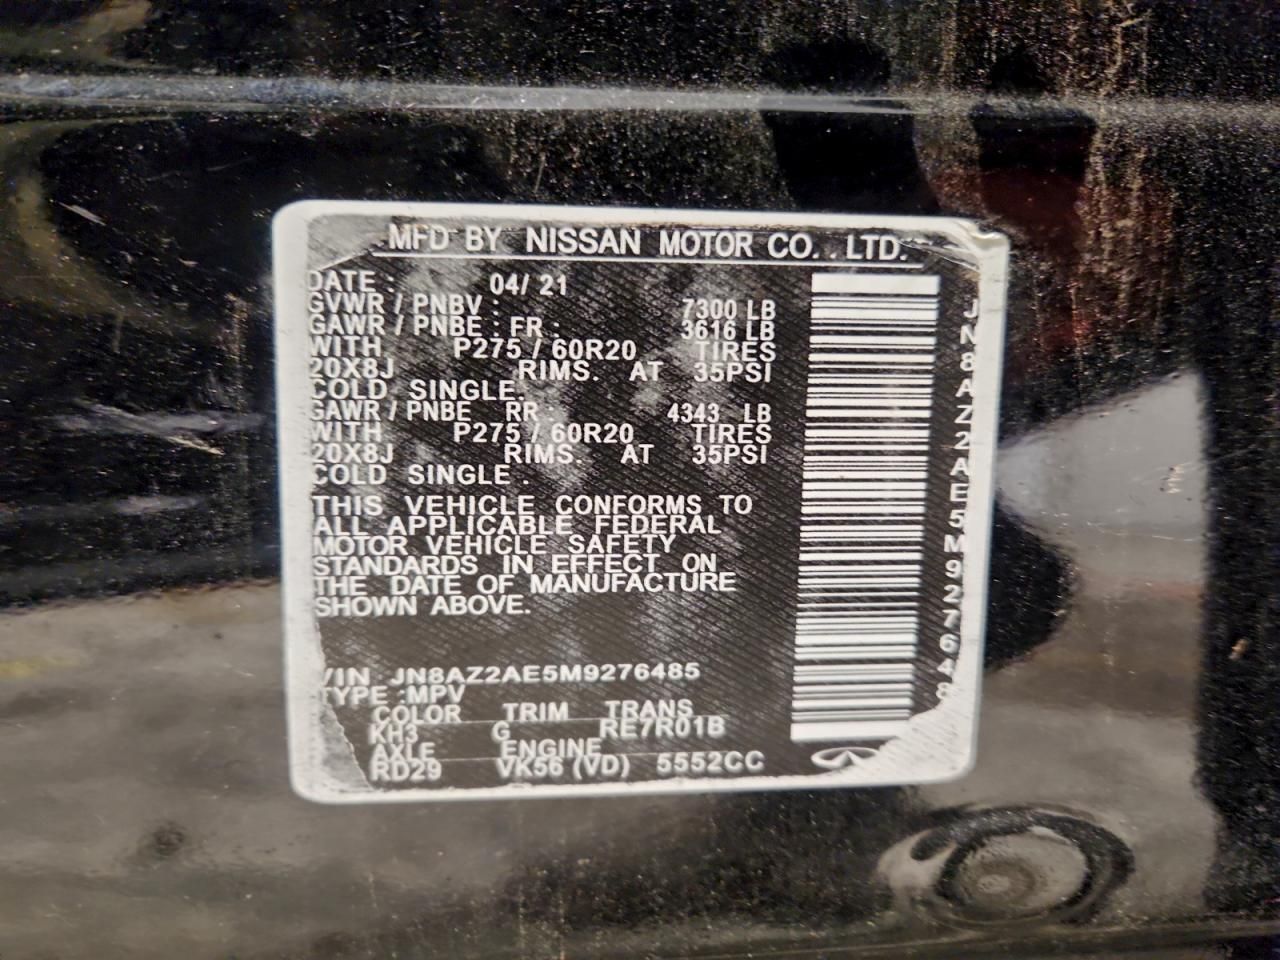 MFD BY NISSAN MOTOR CO., LTD.
DATE : 04/ 21
GVWR / PNBV : 7300 LB
GAWR / PNBE : FR : 3616 LB
WITH P275 / 60R20 TIRES
20X8J RIMS. AT 35PSI
COLD SINGLE.
GAWR / PNBE RR : 4343 LB
WITH P275 / 60R20 TIRES
20X8J RIMS. AT 35PSI
COLD SINGLE .
THIS VEHICLE CONFORMS TO
ALL APPLICABLE FEDERAL
MOTOR VEHICLE SAFETY
STANDARDS IN EFFECT ON
THE DATE OF MANUFACTURE
SHOWN ABOVE.
VIN JN8AZ2AE5M9276485
TYPE :MPV
COLOR TRIM TRANS
KH3 G RE7R01B
AXLE ENGINE
RD29 VK56 (VD) 5552CC
JN8AZ2AE5M927648